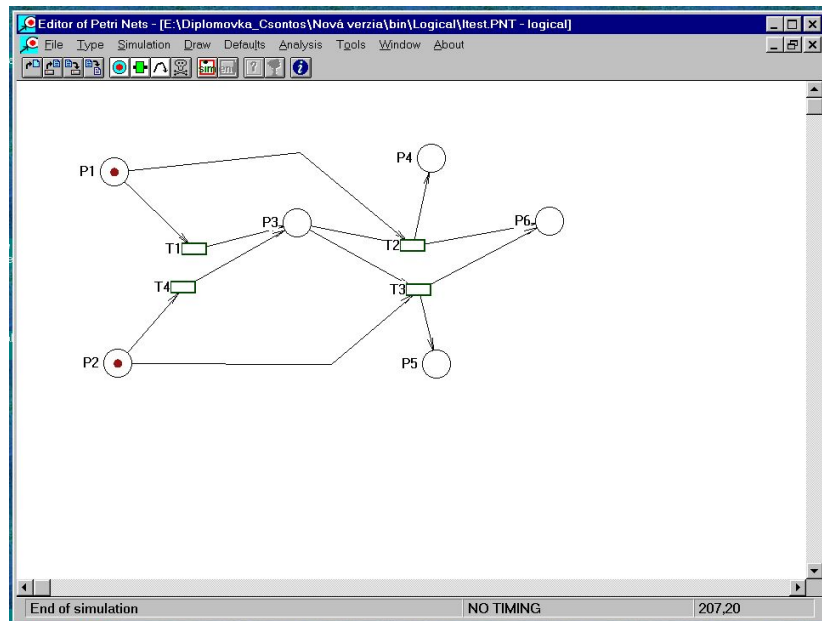 Editor of Petri Nets - [E:\Diplomovka_Csontos\Nová verzia\bin\Logical\ltest.PNT - logical]
File Type Simulation Draw Defaults Analysis Tools Window About
sim end ? i
P4
P1
P3
P6
T1
T2
T4
T3
P2
P5
End of simulation NO TIMING 207,20